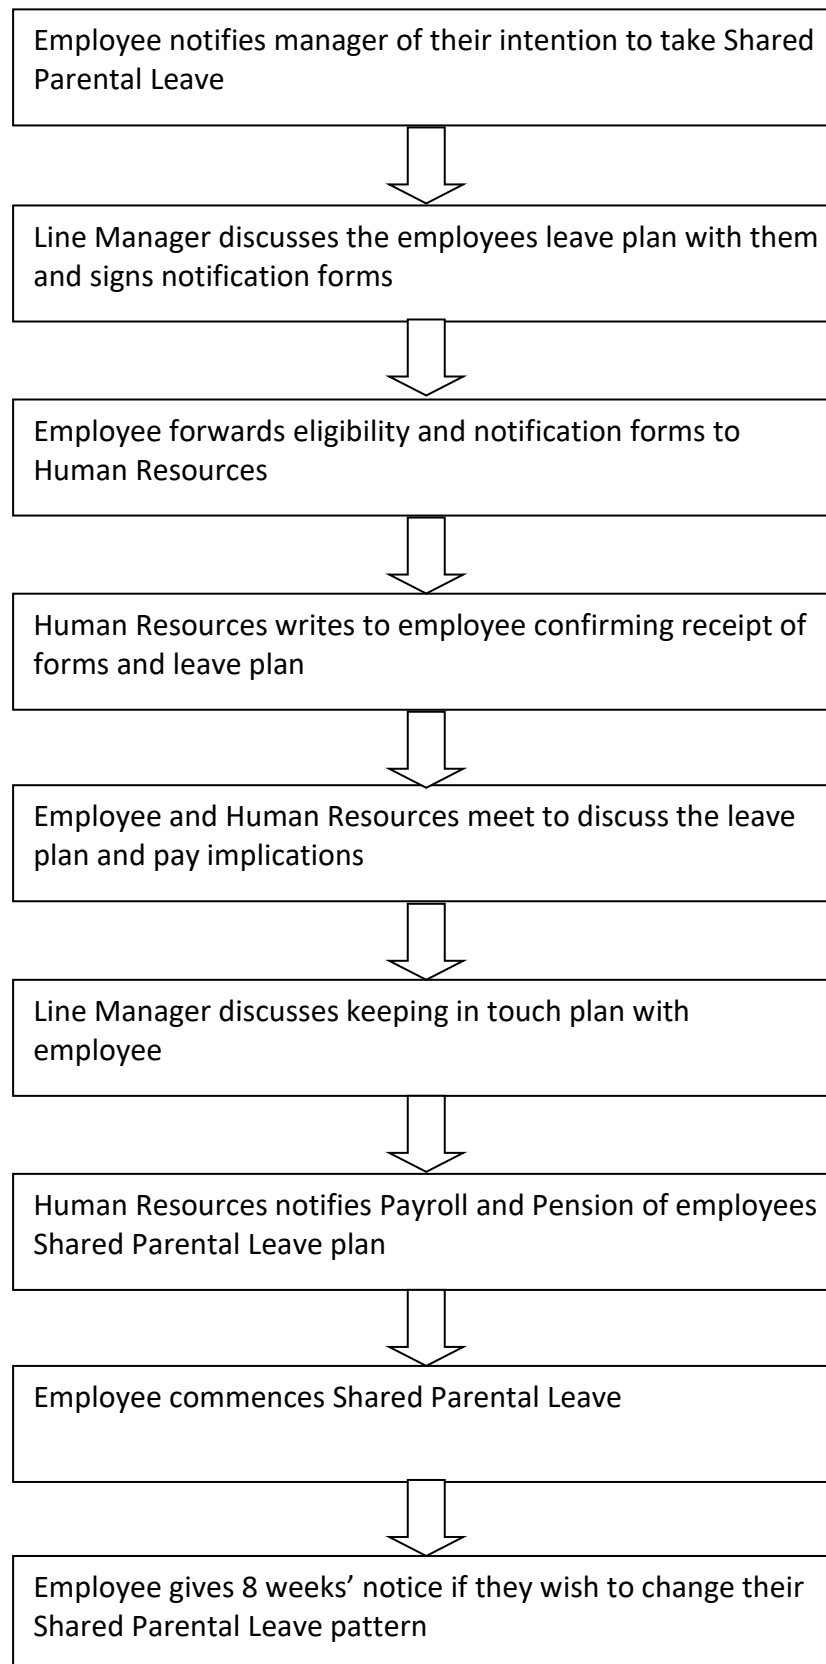 Employee notifies manager of their intention to take Shared
Parental Leave
Line Manager discusses the employees leave plan with them
and signs notification forms
Employee forwards eligibility and notification forms to
Human Resources
Human Resources writes to employee confirming receipt of
forms and leave plan
Employee and Human Resources meet to discuss the leave
plan and pay implications
Line Manager discusses keeping in touch plan with
employee
Human Resources notifies Payroll and Pension of employees
Shared Parental Leave plan
Employee commences Shared Parental Leave
Employee gives 8 weeks’ notice if they wish to change their
Shared Parental Leave pattern